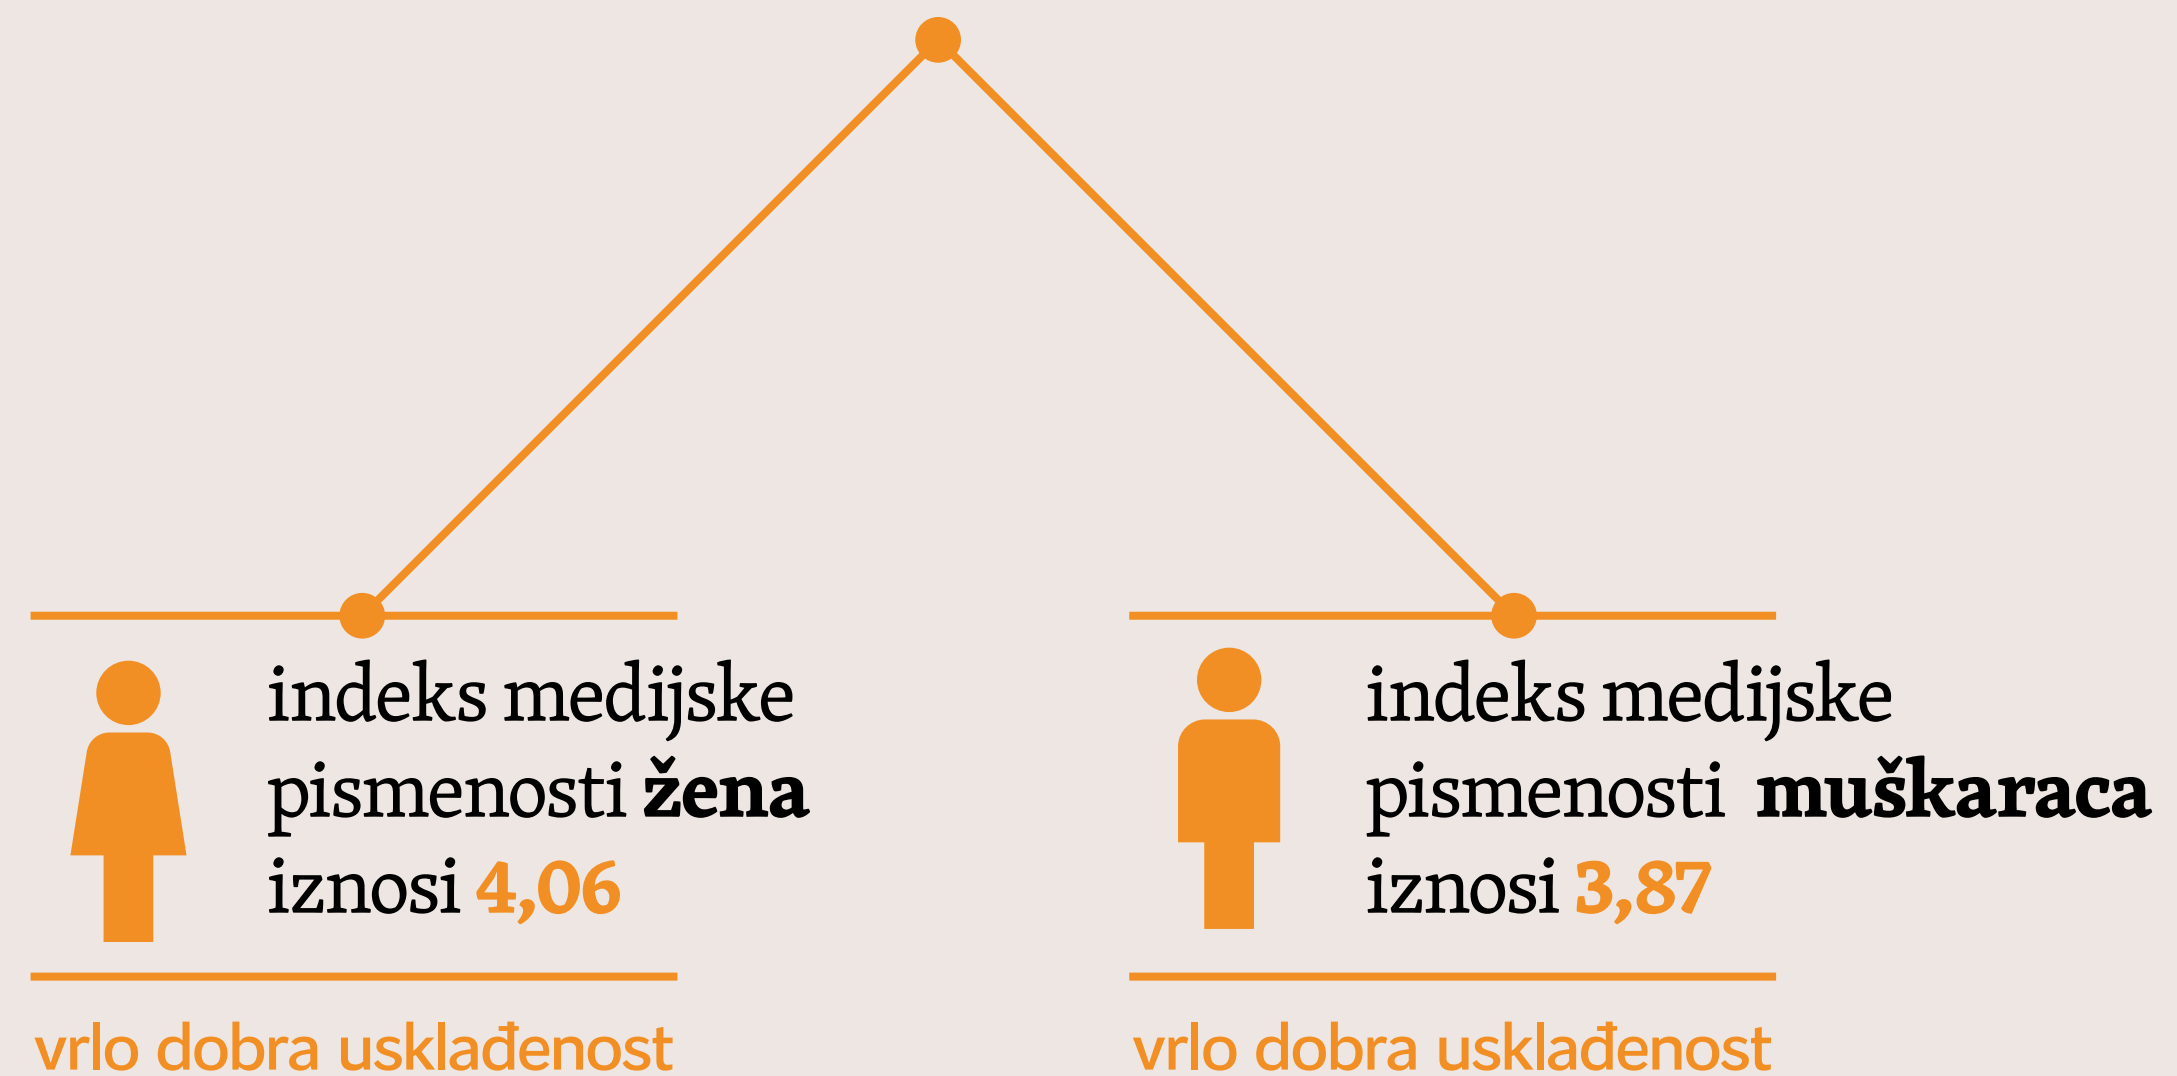 indeks medijske
pismenosti žena
iznosi 4,06
vrlo dobra usklađenost
indeks medijske
pismenosti muškaraca
iznosi 3,87
vrlo dobra usklađenost